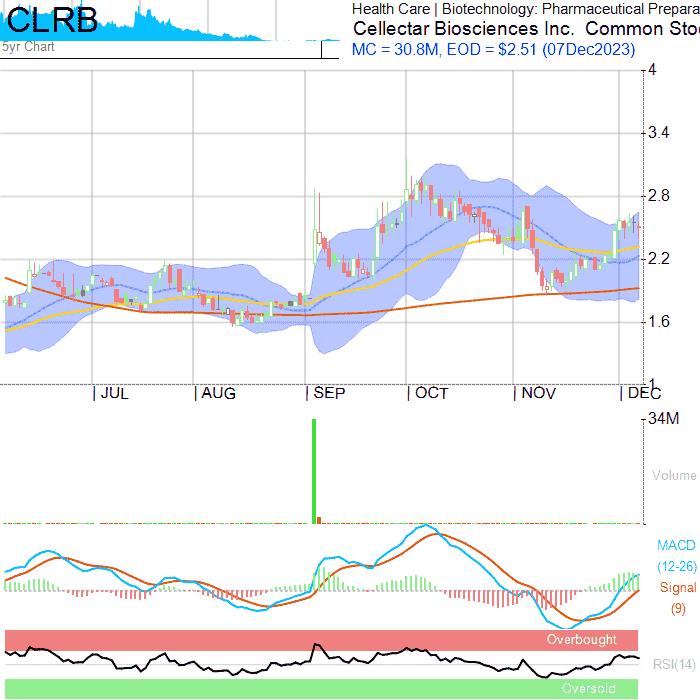 CLRB
5yr Chart
Health Care | Biotechnology: Pharmaceutical Prepara
Cellectar Biosciences Inc. Common Sto
MC = 30.8M, EOD = $2.51 (07Dec2023)
4
3.4
2.8
2.2
1.6
1
JUL AUG SEP OCT NOV DEC
34M
Volume
MACD
(12-26)
Signal
(9)
Overbought
RSI(14)
Oversold